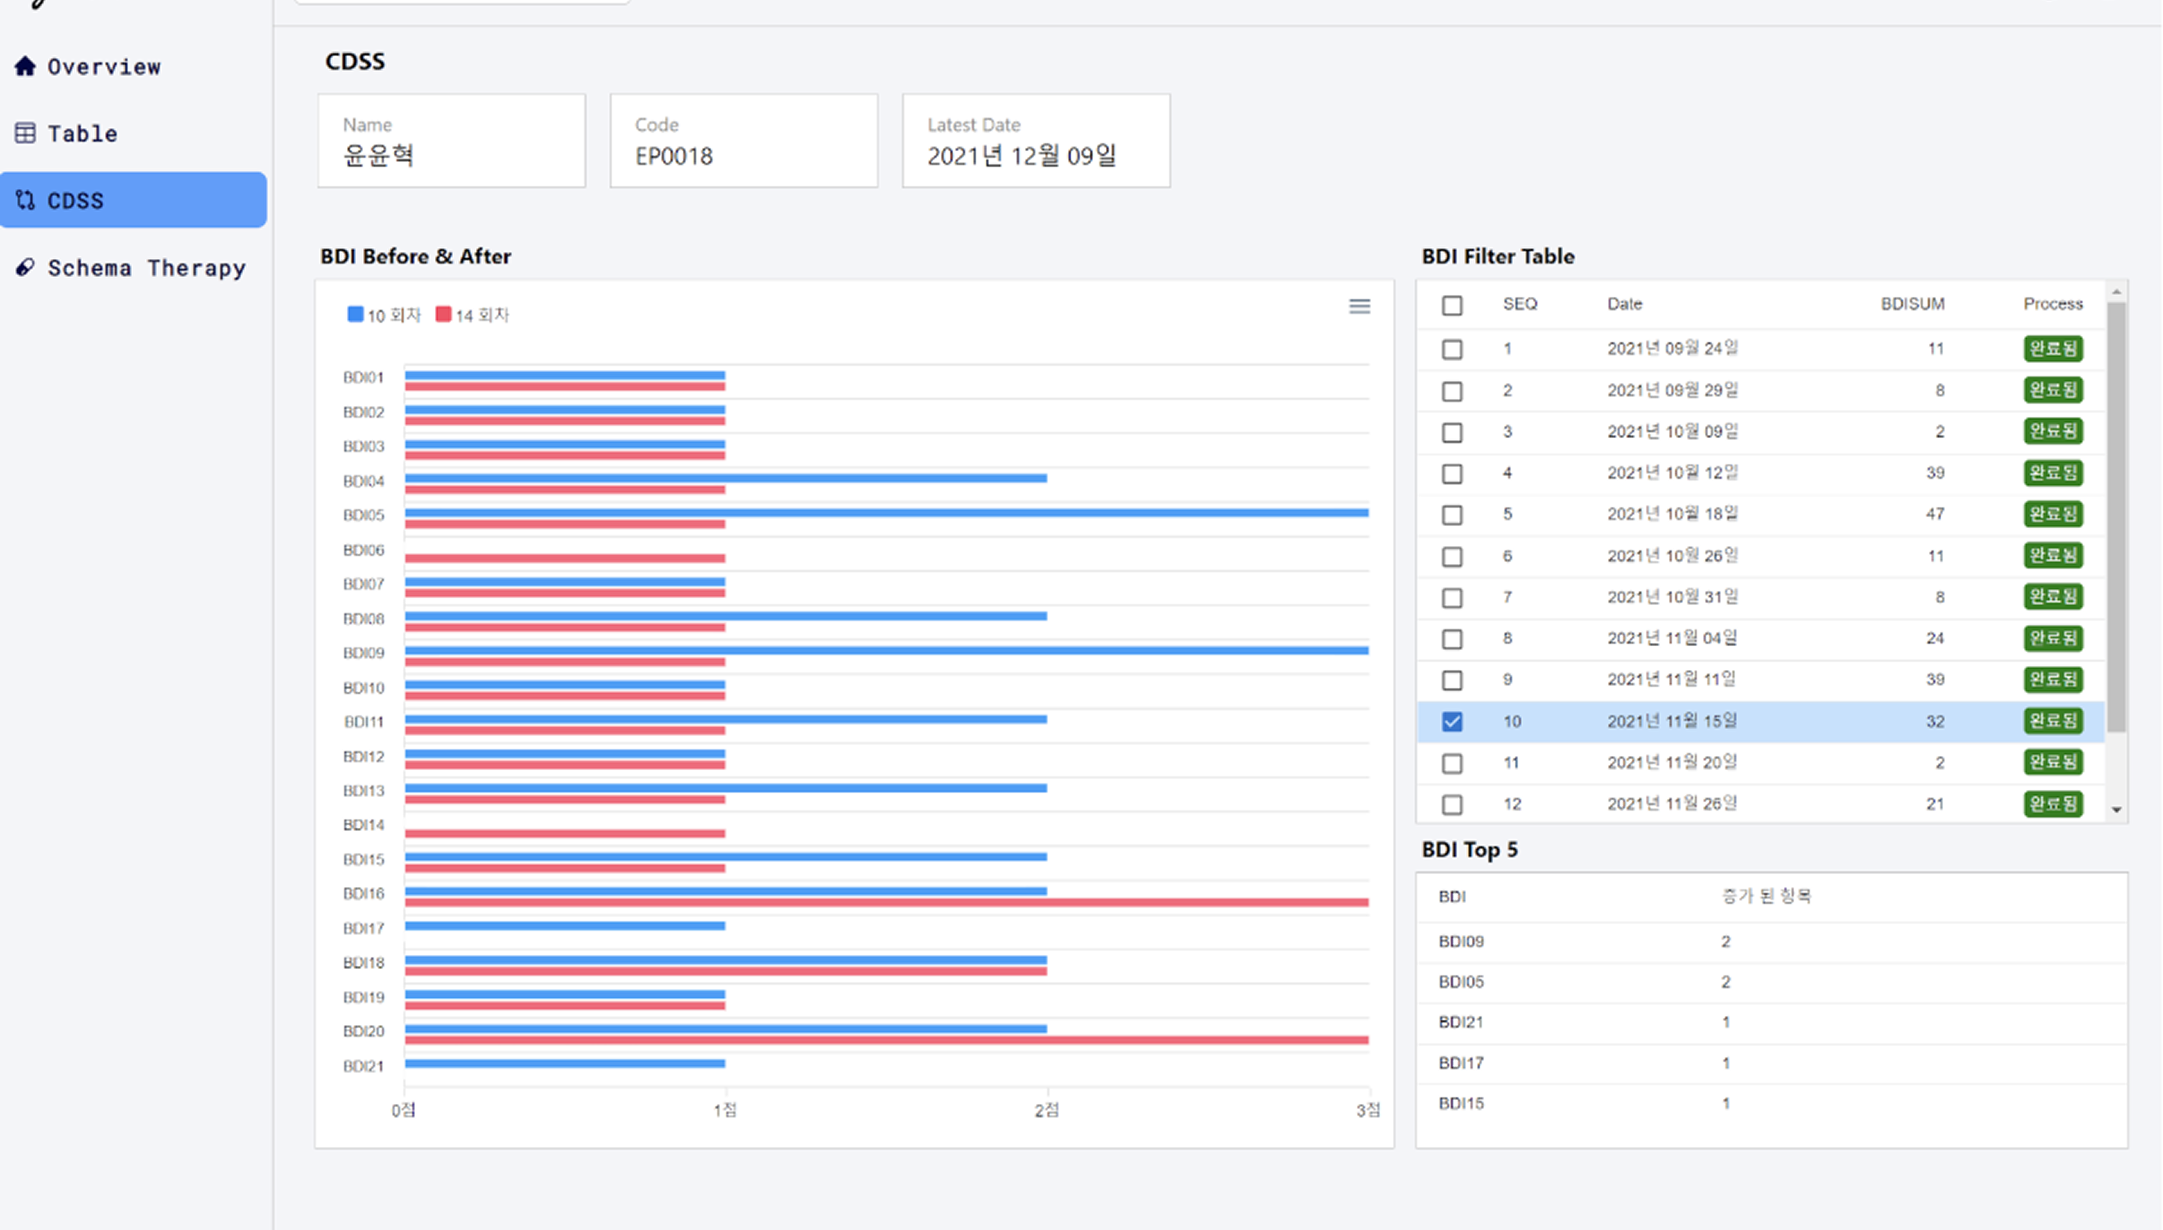 Overview
Table
CDSS
Schema Therapy
CDSS
Name
윤윤혁
Code
EP0018
Latest Date
2021년 12월 09일
BDI Before & After
10 회차 14 회차
BDI01
BDI02
BDI03
BDI04
BDI05
BDI06
BDI07
BDI08
BDI09
BDI10
BDI11
BDI12
BDI13
BDI14
BDI15
BDI16
BDI17
BDI18
BDI19
BDI20
BDI21
0점 1점 2점 3점
BDI Filter Table
SEQ Date BDISUM Process
1 2021년 09월 24일 11 완료됨
2 2021년 09월 29일 8 완료됨
3 2021년 10월 09일 2 완료됨
4 2021년 10월 12일 39 완료됨
5 2021년 10월 18일 47 완료됨
6 2021년 10월 26일 11 완료됨
7 2021년 10월 31일 8 완료됨
8 2021년 11월 04일 24 완료됨
9 2021년 11월 11일 39 완료됨
10 2021년 11월 15일 32 완료됨
11 2021년 11월 20일 2 완료됨
12 2021년 11월 26일 21 완료됨
BDI Top 5
BDI 증가 된 항목
BDI09 2
BDI05 2
BDI21 1
BDI17 1
BDI15 1